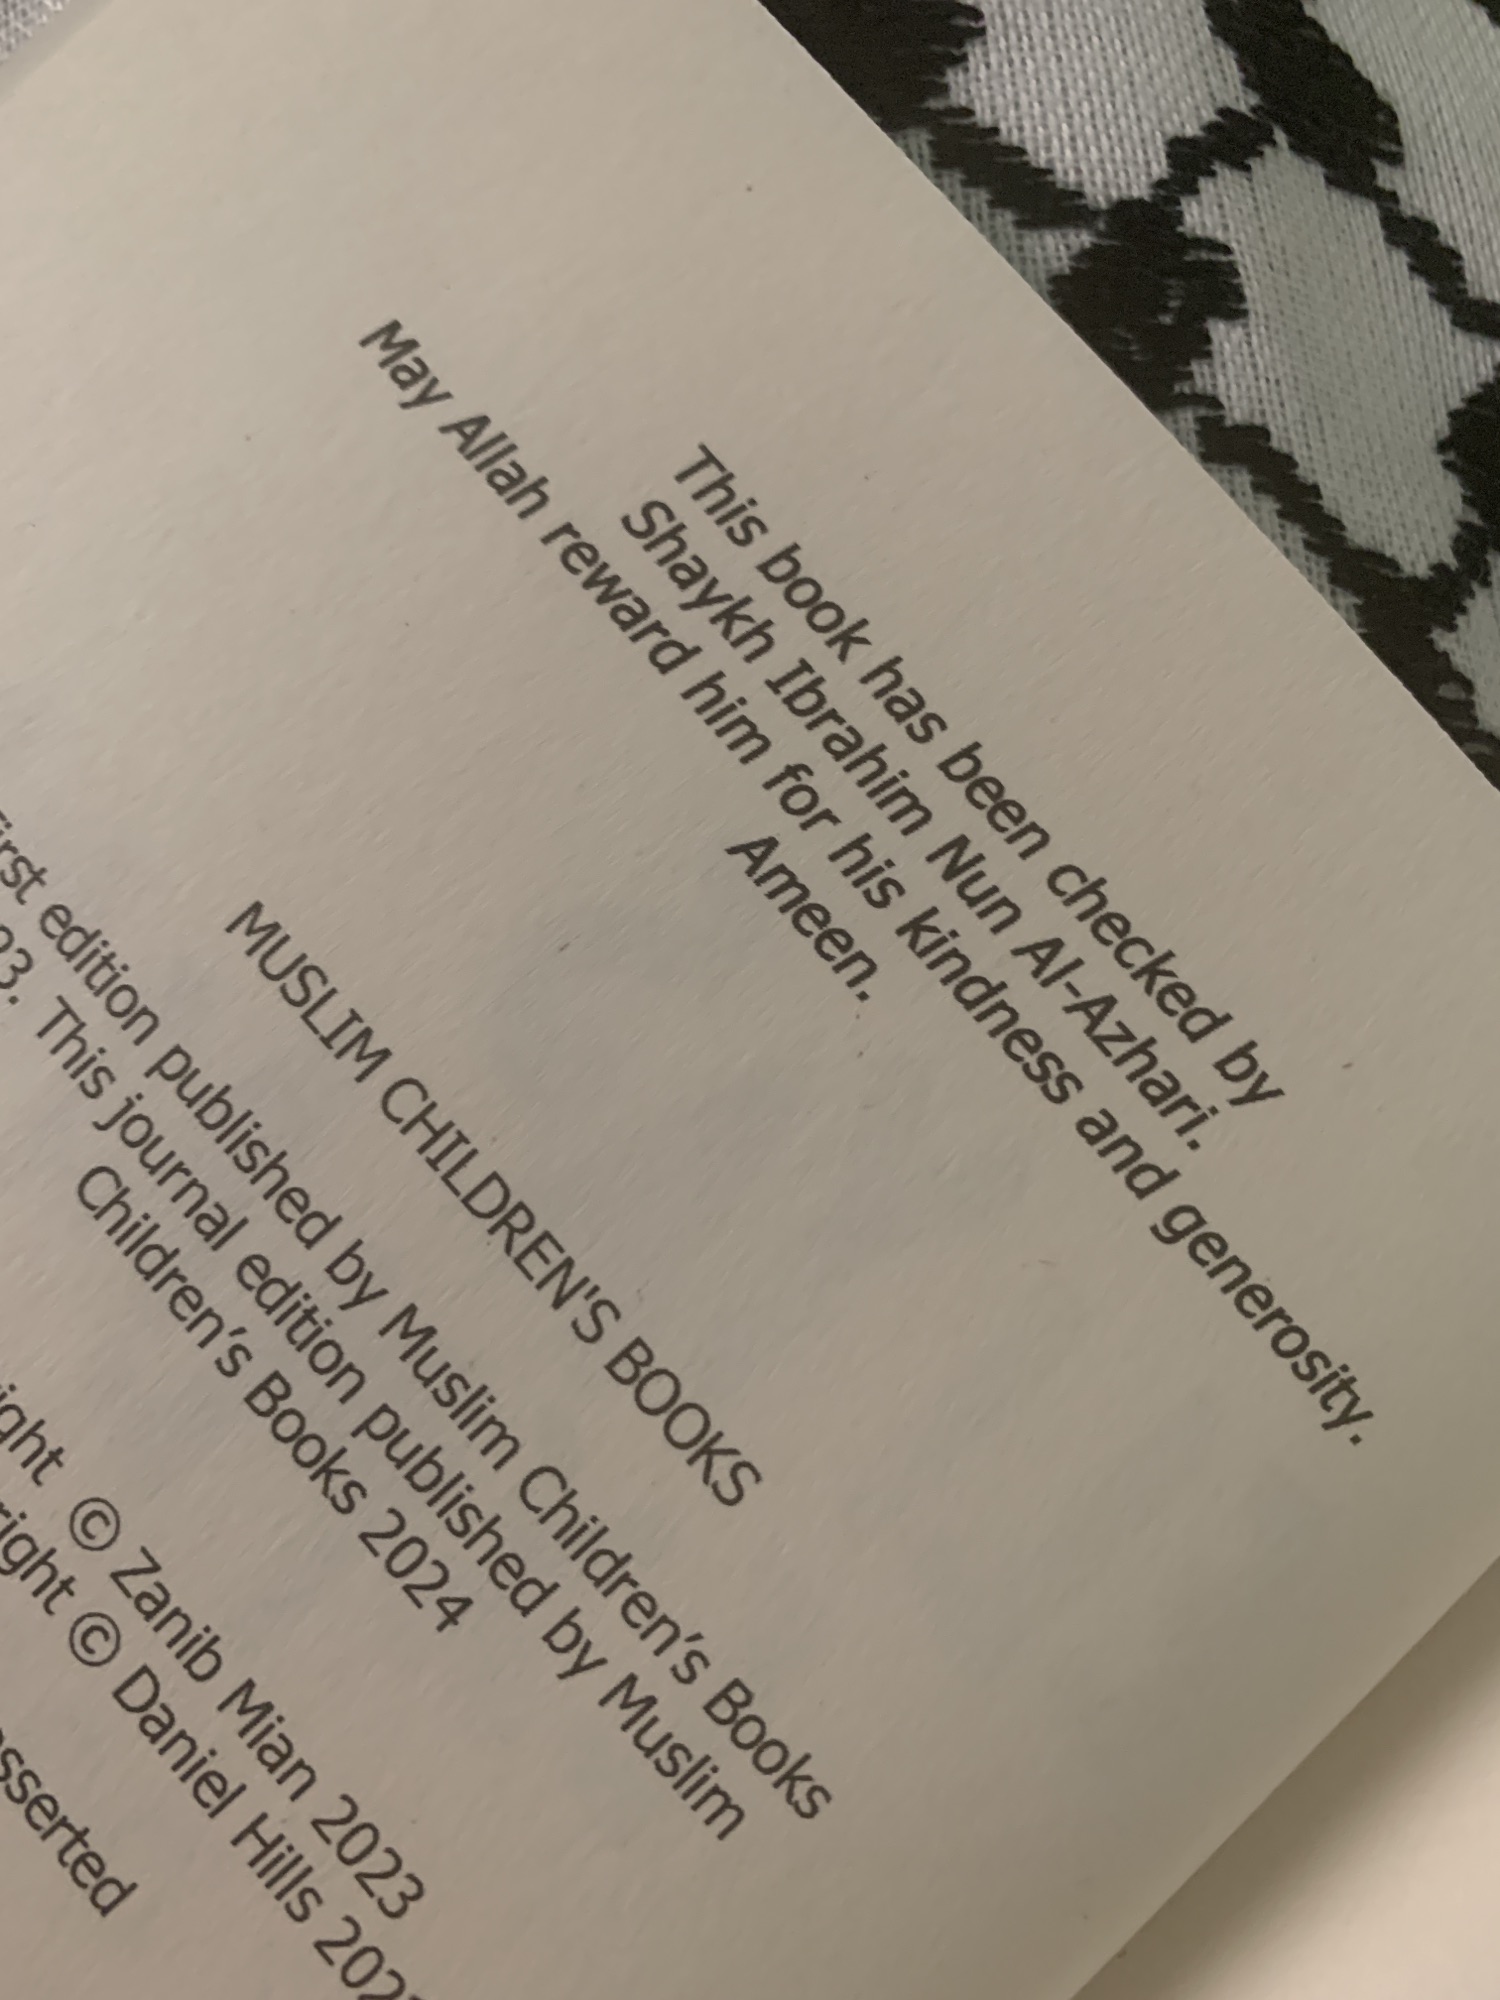 This book has been checked by
Shaykh Ibrahim Nun Al-Azhari.
May Allah reward him for his kindness and generosity.
Ameen.
MUSLIM CHILDREN'S BOOKS
First edition published by Muslim Children’s Books
This journal edition published by Muslim
Children’s Books 2024
© Zanib Mian 2023
© Daniel Hills